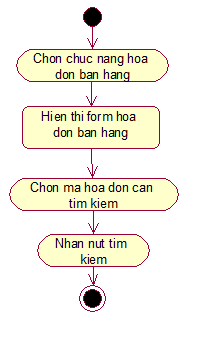 Chon chuc nang hoa
don ban hang
Hien thi form hoa
don ban hang
Chon ma hoa don can
tim kiem
Nhan nut tim
kiem